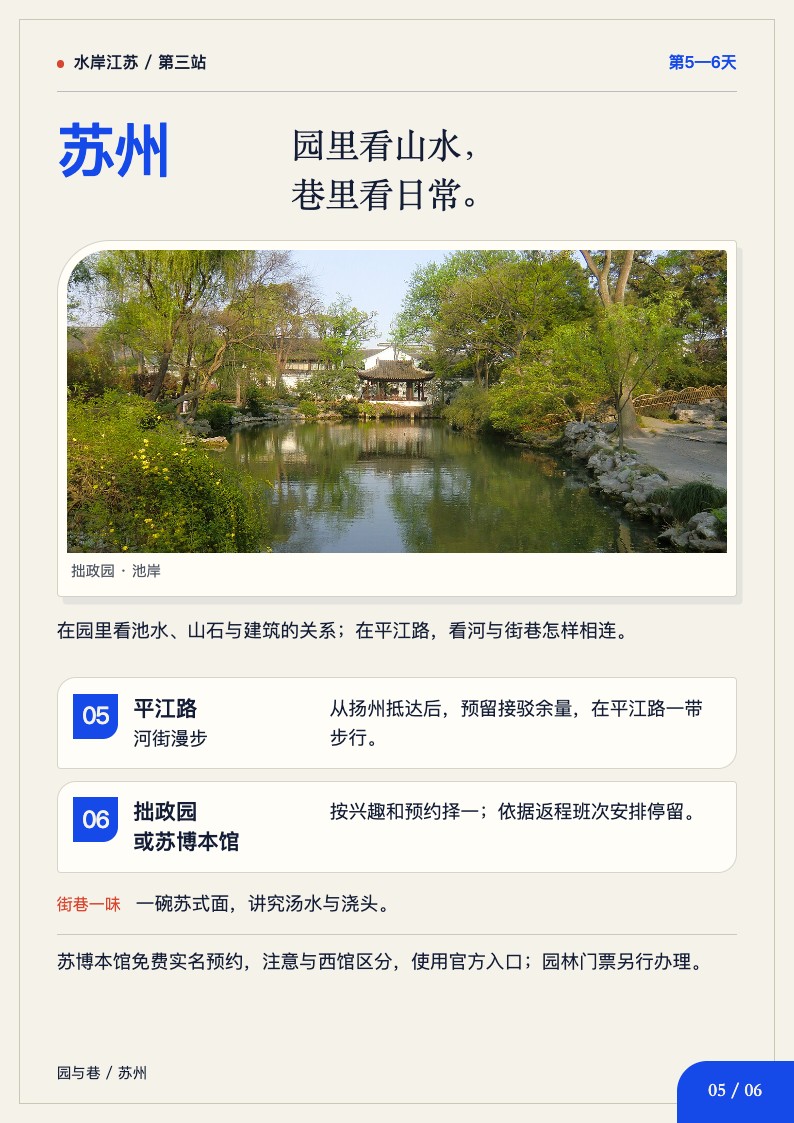 水岸江苏 / 第三站
第5—6天
苏州
园里看山水，
巷里看日常。
拙政园 · 池岸
在园里看池水、山石与建筑的关系；在平江路，看河与街巷怎样相连。
05
平江路
河街漫步
从扬州抵达后，预留接驳余量，在平江路一带
步行。
06
拙政园
或苏博本馆
按兴趣和预约择一；依据返程班次安排停留。
街巷一味 一碗苏式面，讲究汤水与浇头。
苏博本馆免费实名预约，注意与西馆区分，使用官方入口；园林门票另行办理。
园与巷 / 苏州
05 / 06